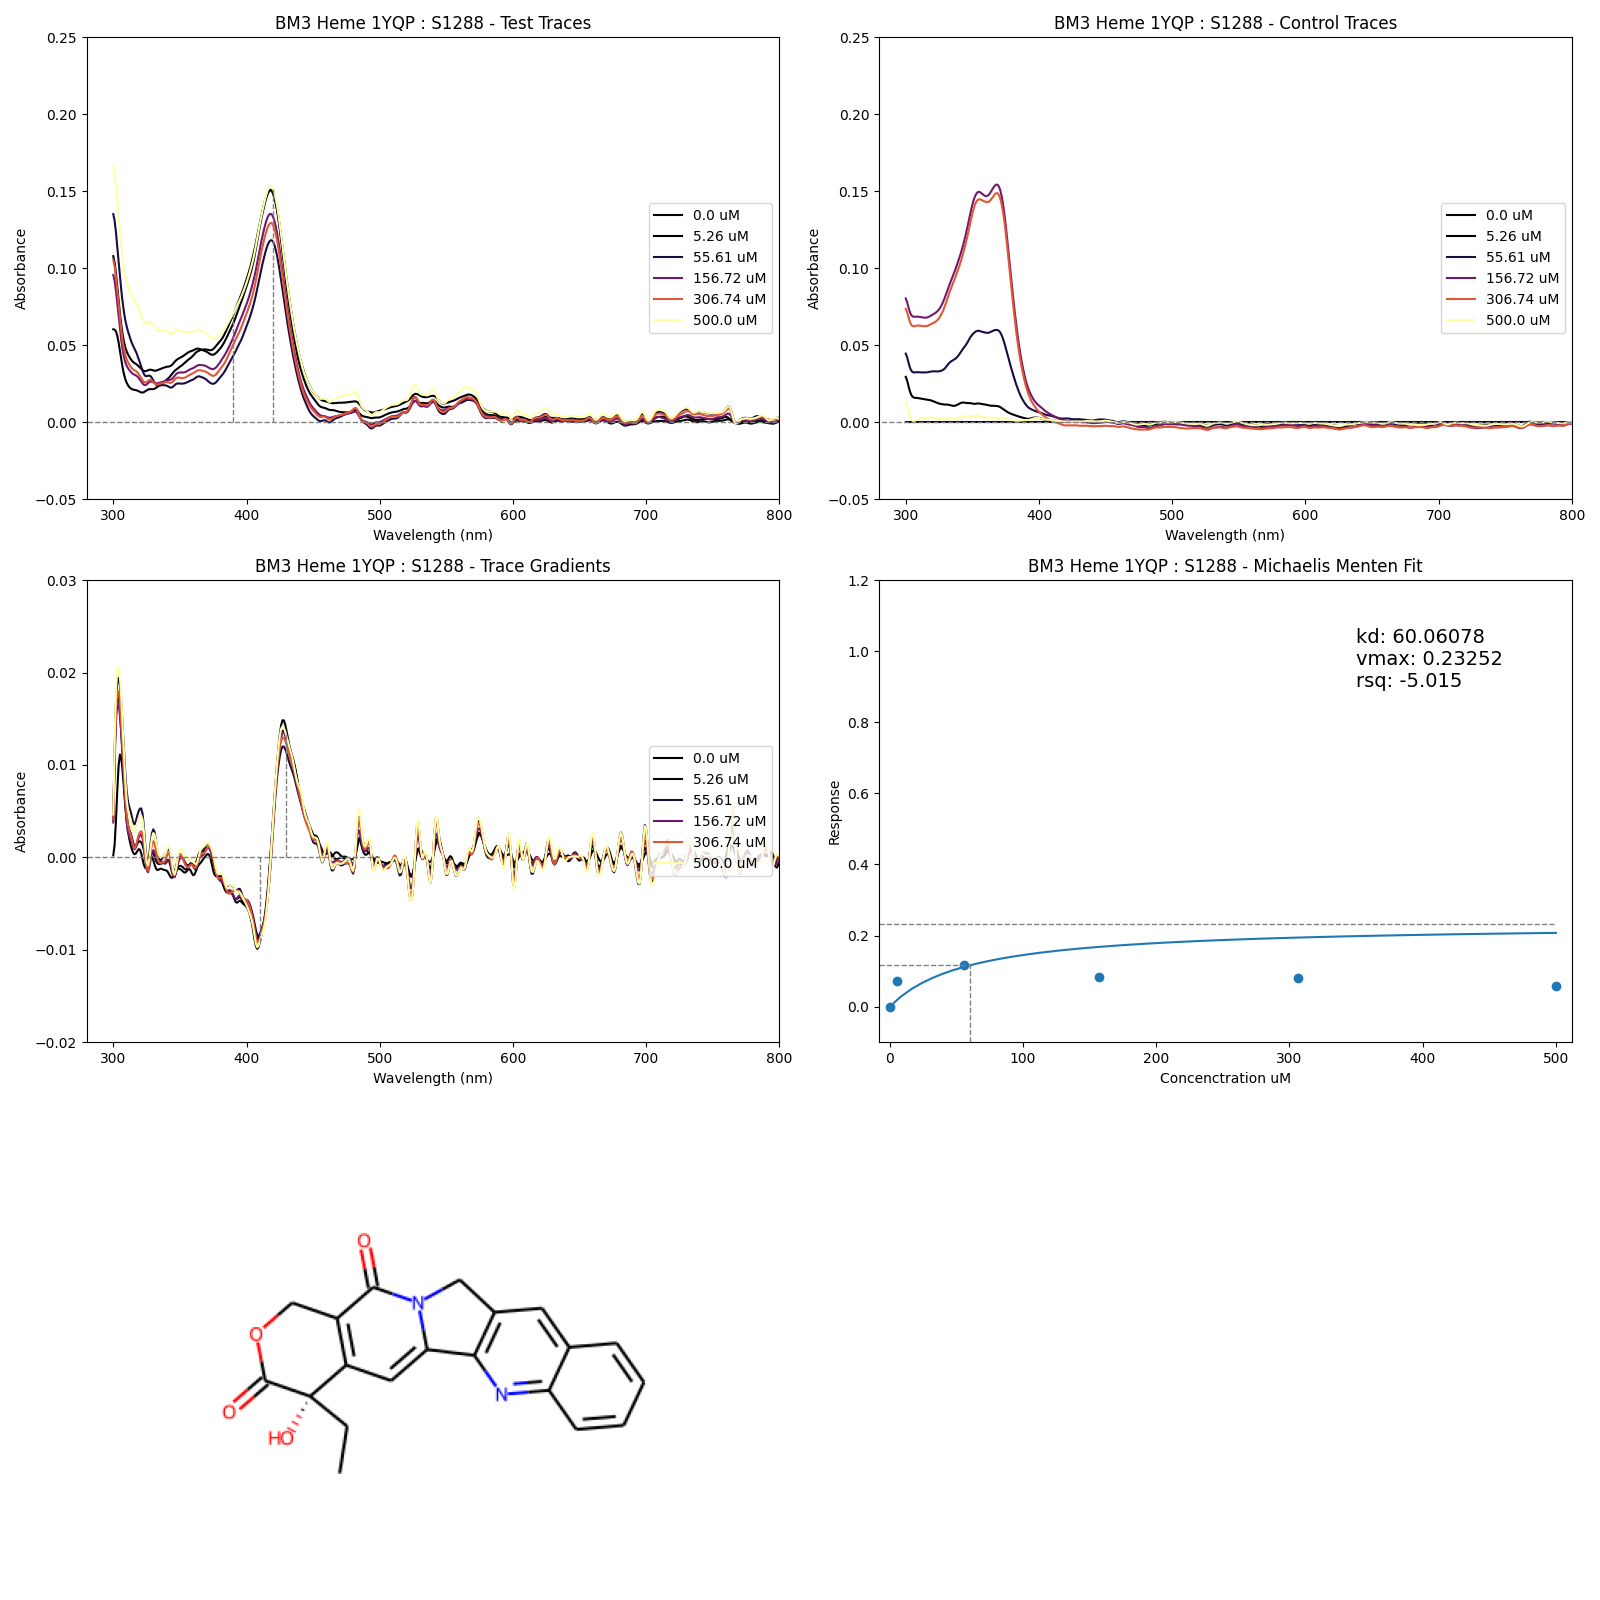 BM3 Heme 1YQP : S1288 - Test Traces
0.25
0.20
0.15
0.10
0.05
0.00
−0.05
Absorbance
300
400
500
600
700
800
Wavelength (nm)
0.0 uM
5.26 uM
55.61 uM
156.72 uM
306.74 uM
500.0 uM
BM3 Heme 1YQP : S1288 - Control Traces
0.25
0.20
0.15
0.10
0.05
0.00
−0.05
Absorbance
300
400
500
600
700
800
Wavelength (nm)
0.0 uM
5.26 uM
55.61 uM
156.72 uM
306.74 uM
500.0 uM
BM3 Heme 1YQP : S1288 - Trace Gradients
0.03
0.02
0.01
0.00
−0.01
−0.02
Absorbance
300
400
500
600
700
800
Wavelength (nm)
0.0 uM
5.26 uM
55.61 uM
156.72 uM
306.74 uM
500.0 uM
BM3 Heme 1YQP : S1288 - Michaelis Menten Fit
1.2
1.0
0.8
0.6
0.4
0.2
0.0
Response
kd: 60.06078
vmax: 0.23252
rsq: -5.015
0
100
200
300
400
500
Concenctration uM
O
N
O
N
O
HO